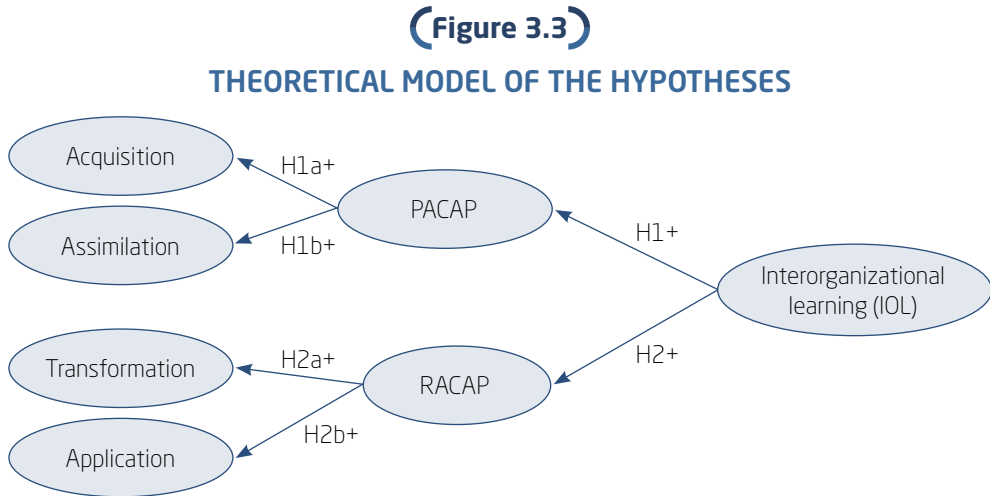 Figure 3.3
THEORETICAL MODEL OF THE HYPOTHESES
Acquisition
H1a+
PACAP
Assimilation
H1b+
H1+
Interorganizational
learning (IOL)
Transformation
H2a+
RACAP
H2+
Application
H2b+